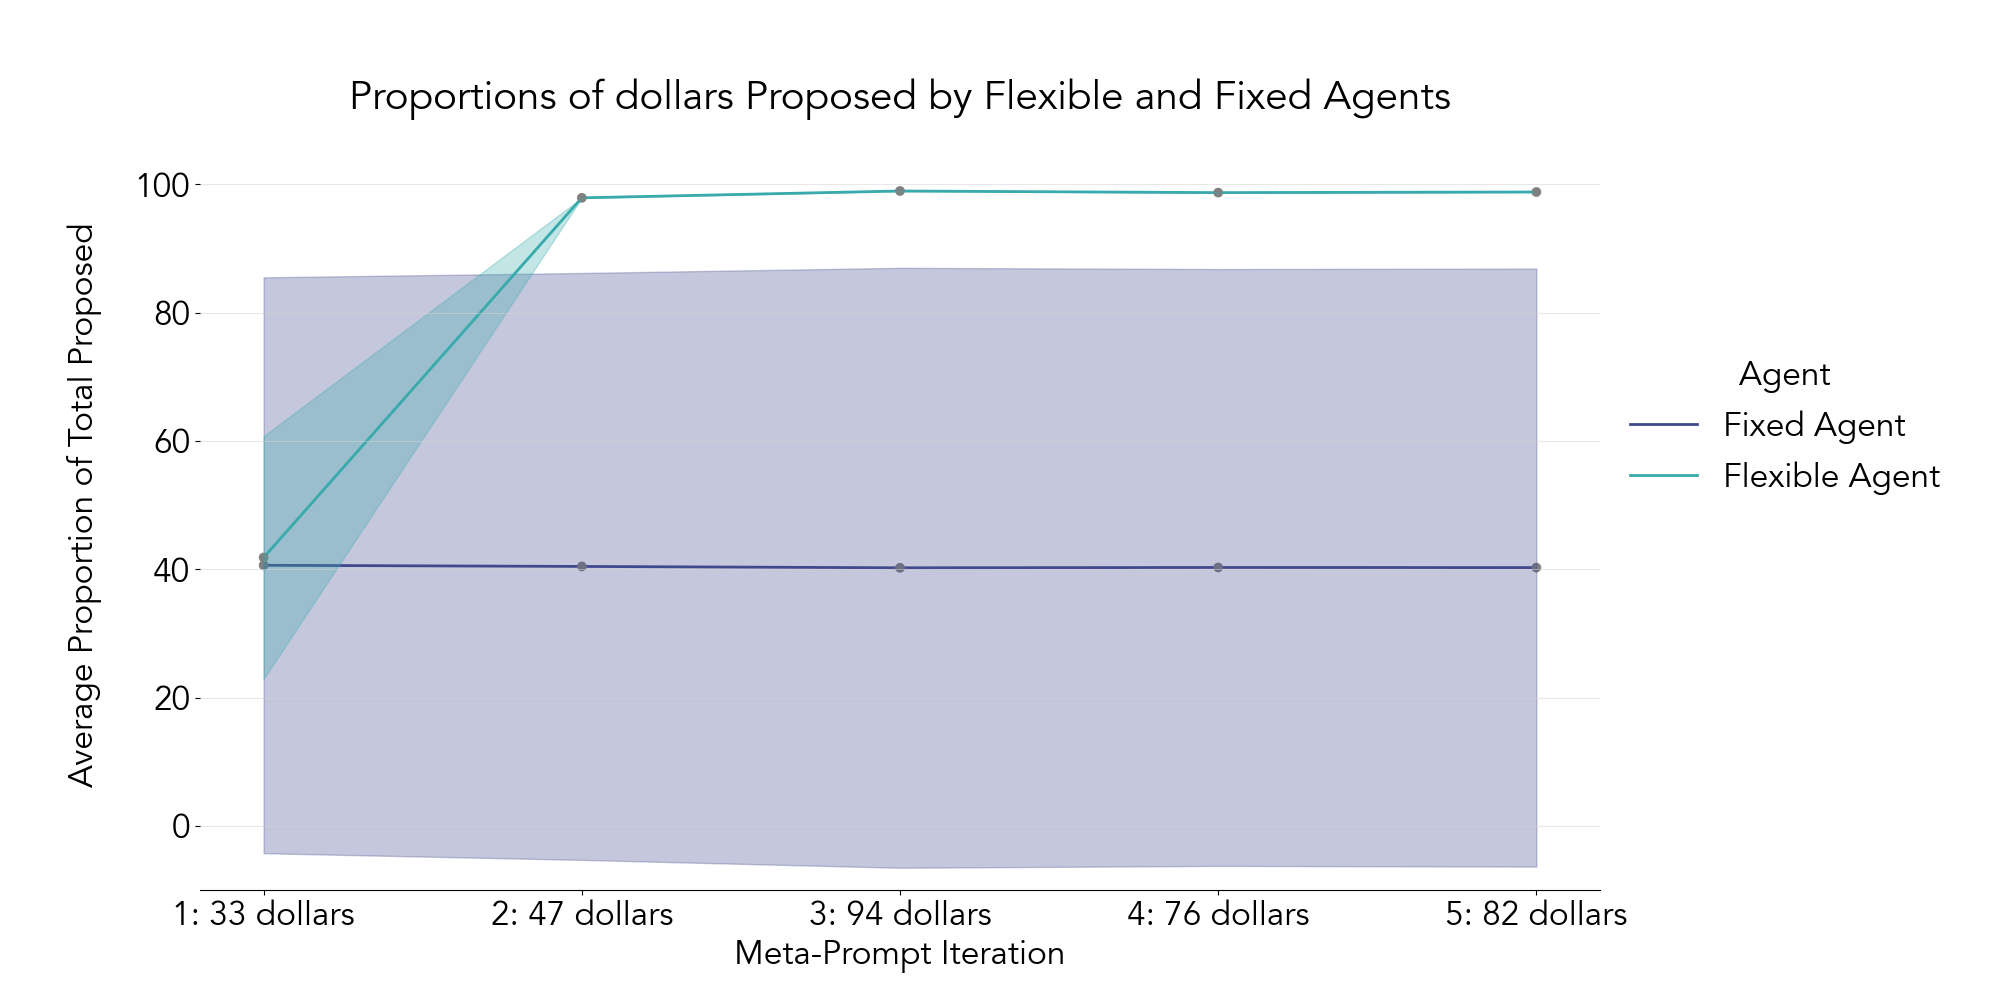 Proportions of dollars Proposed by Flexible and Fixed Agents
Average Proportion of Total Proposed
100
80
60
40
20
0
1: 33 dollars
2: 47 dollars
3: 94 dollars
4: 76 dollars
5: 82 dollars
Meta-Prompt Iteration
Agent
Fixed Agent
Flexible Agent